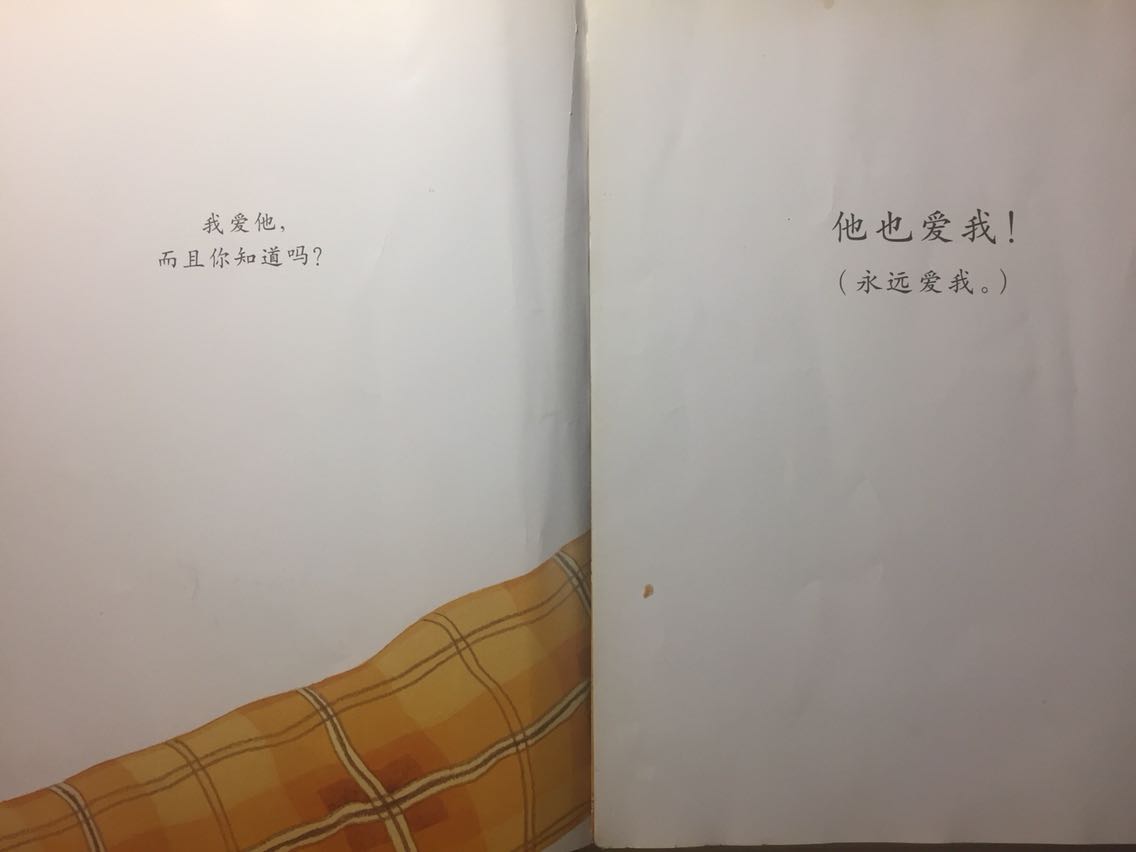 我爱他，
而且你知道吗？
他也爱我！
（永远爱我。）